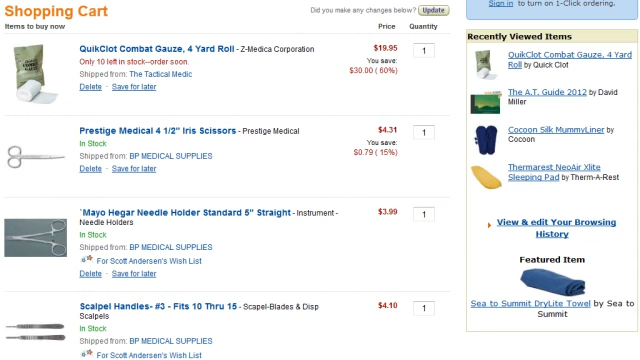 Shopping Cart
Did you make any changes below? Update
Items to buy now Price Quantity
QuikClot Combat Gauze, 4 Yard Roll - Z-Medica Corporation $19.95 1
Only 10 left in stock--order soon. You save:
Shipped from: The Tactical Medic $30.00 ( 60%)
Delete · Save for later
Prestige Medical 4 1/2" Iris Scissors - Prestige Medical $4.31 1
In Stock You save:
Shipped from: BP MEDICAL SUPPLIES $0.79 ( 15%)
Delete · Save for later
`Mayo Hegar Needle Holder Standard 5" Straight - Instrument - $3.99 1
Needle Holders
In Stock
Shipped from: BP MEDICAL SUPPLIES
For Scott Andersen's Wish List
Delete · Save for later
Scalpel Handles- #3 - Fits 10 Thru 15 - Scapel-Blades & Disp $4.10 1
Scalpels
In Stock
Shipped from: BP MEDICAL SUPPLIES
For Scott Andersen's Wish List
Sign in to turn on 1-Click ordering.
Recently Viewed Items
QuikClot Combat Gauze, 4 Yard
Roll by Quick Clot
The A.T. Guide 2012 by David
Miller
Cocoon Silk MummyLiner by
Cocoon
Thermarest NeoAir Xlite
Sleeping Pad by Therm-A-Rest
View & edit Your Browsing
History
Featured Item
Sea to Summit DryLite Towel by Sea to
Summit